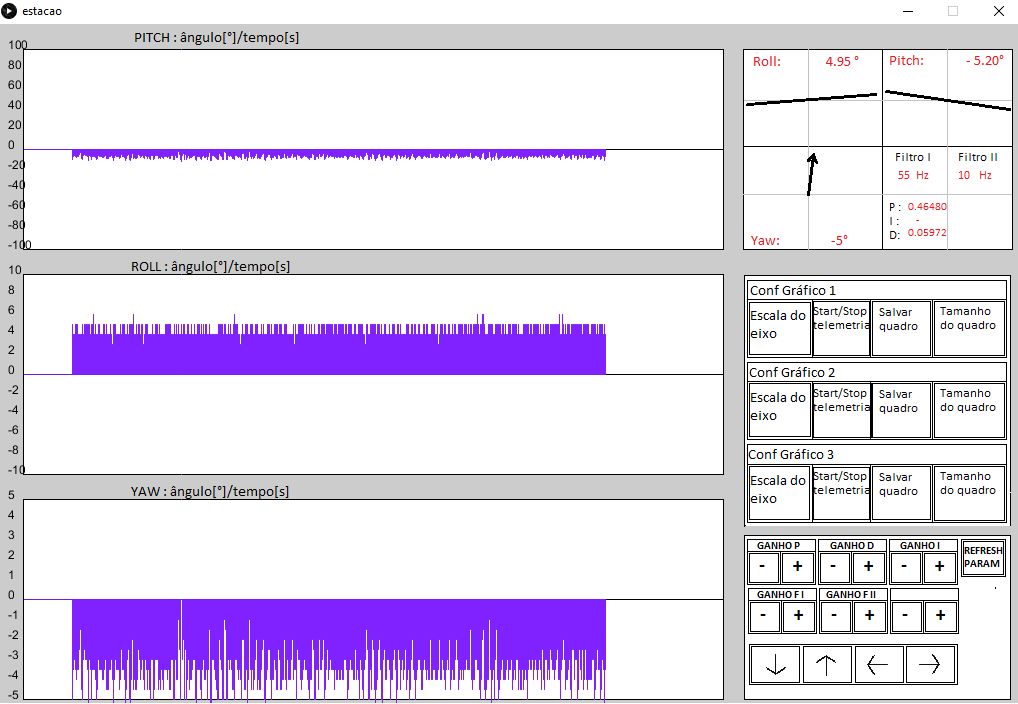 estacao
PITCH : ângulo[°]/tempo[s]
100
80
60
40
20
0
-20
-40
-60
-80
-100
ROLL : ângulo[°]/tempo[s]
10
8
6
4
2
0
-2
-4
-6
-8
-10
YAW : ângulo[°]/tempo[s]
5
4
3
2
1
0
-1
-2
-3
-4
-5
Roll: 4.95 °
Pitch: - 5.20°
Yaw: -5°
Filtro I
55 Hz
Filtro II
10 Hz
P : 0.46480
I : -
D: 0.05972
Conf Gráfico 1
Escala do
eixo
Start/Stop
telemetria
Salvar
quadro
Tamanho
do quadro
Conf Gráfico 2
Escala do
eixo
Start/Stop
telemetria
Salvar
quadro
Tamanho
do quadro
Conf Gráfico 3
Escala do
eixo
Start/Stop
telemetria
Salvar
quadro
Tamanho
do quadro
GANHO P
- +
GANHO D
- +
GANHO I
- +
REFRESH
PARAM
GANHO F I
- +
GANHO F II
- +
- +